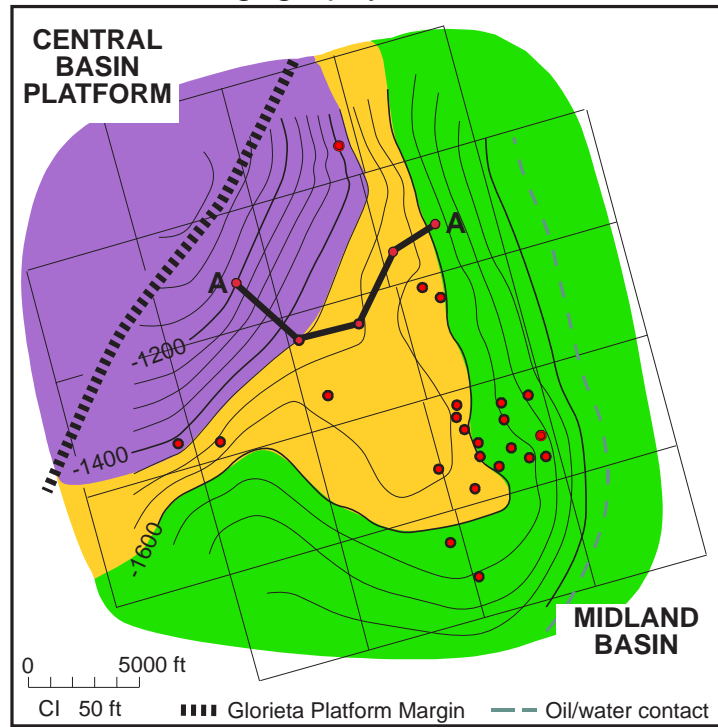 CENTRAL
BASIN
PLATFORM
A
A
-1200
-1400
-1600
MIDLAND
BASIN
0 5000 ft
CI 50 ft
Glorieta Platform Margin
Oil/water contact